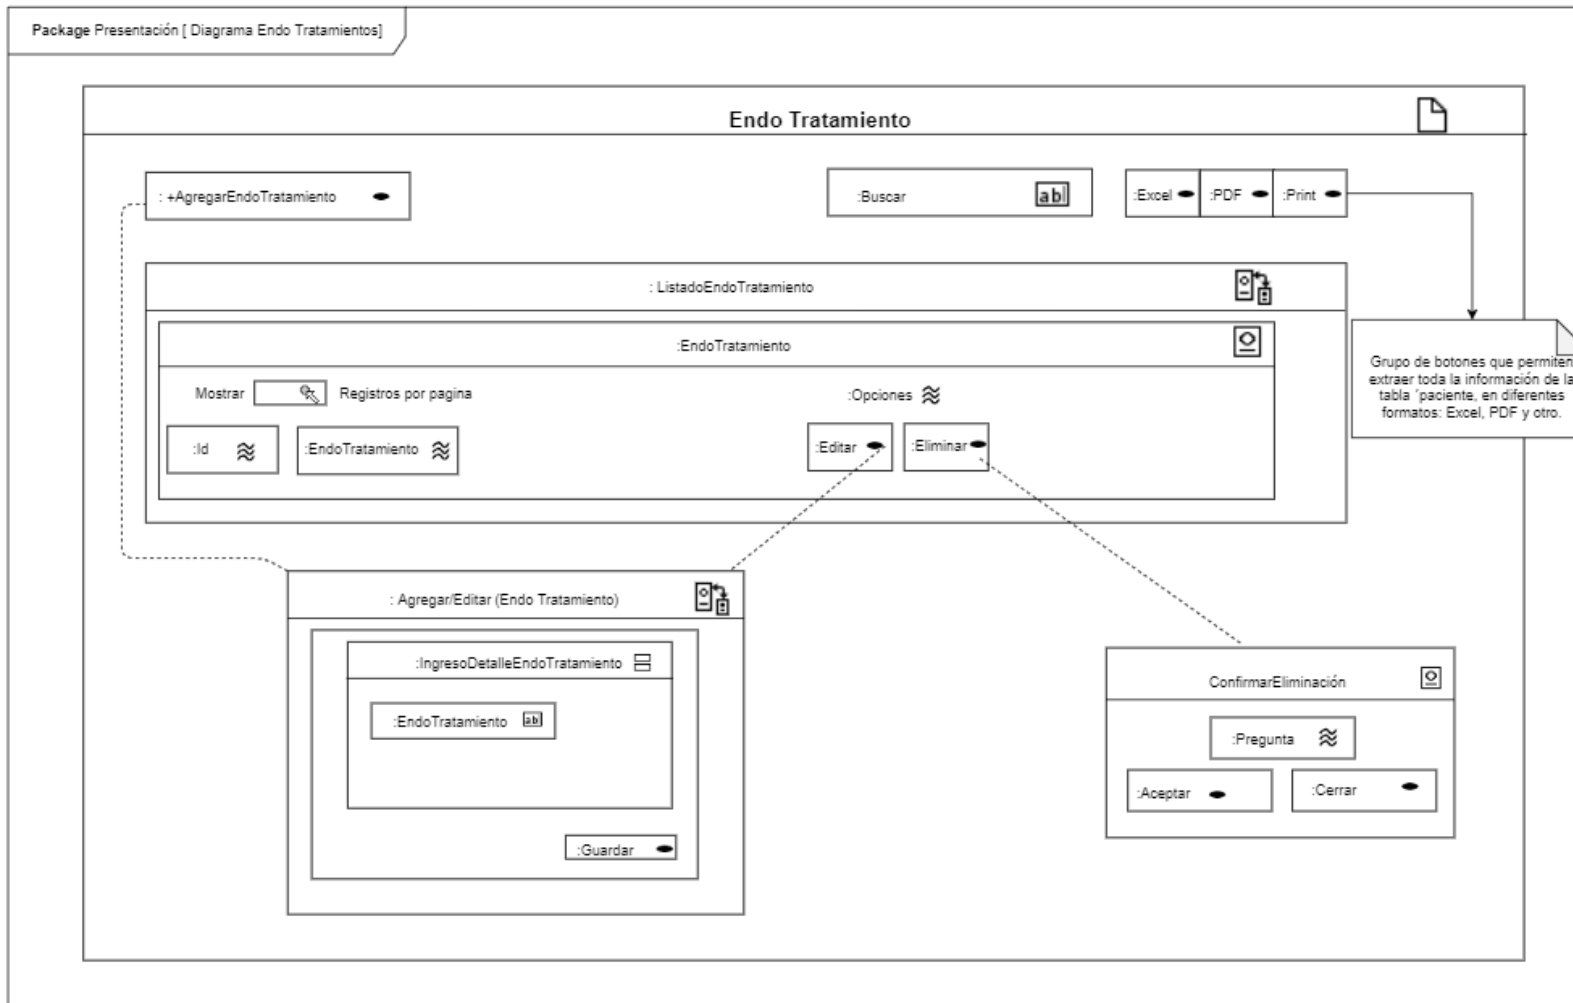 Package Presentación [ Diagrama Endo Tratamientos]
Endo Tratamiento
: +AgregarEndoTratamiento
:Buscar
ab
:Excel
:PDF
:Print
: ListadoEndoTratamiento
:EndoTratamiento
Mostrar
Registros por pagina
:Opciones
:Id
:EndoTratamiento
:Editar
:Eliminar
Grupo de botones que permiten
extraer toda la información de la
tabla ´paciente, en diferentes
formatos: Excel, PDF y otro.
: Agregar/Editar (Endo Tratamiento)
:IngresoDetalleEndoTratamiento
:EndoTratamiento
ab
:Guardar
ConfirmarEliminación
:Pregunta
:Aceptar
:Cerrar